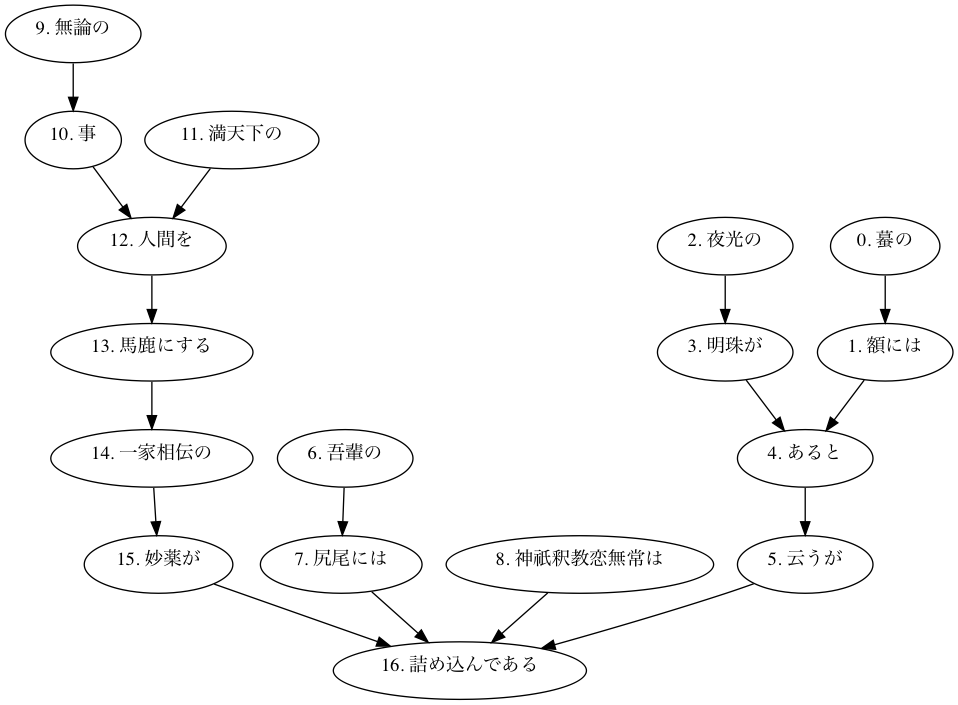 9. 無論の
10. 事
11. 満天下の
12. 人間を
2. 夜光の
0. 蟇の
13. 馬鹿にする
3. 明珠が
1. 額には
14. 一家相伝の
6. 吾輩の
4. あると
15. 妙薬が
7. 尻尾には
8. 神祇釈教恋無常は
5. 云うが
16. 詰め込んである